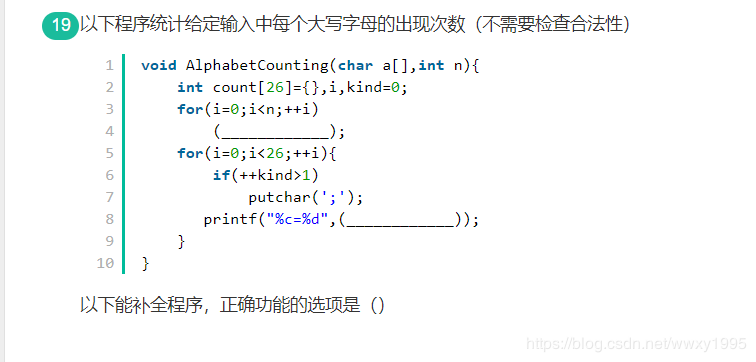 19 以下程序统计给定输入中每个大写字母的出现次数（不需要检查合法性）
1 void AlphabetCounting(char a[],int n){
2 int count[26]={},i,kind=0;
3 for(i=0;i<n;++i)
4 (____________);
5 for(i=0;i<26;++i){
6 if(++kind>1)
7 putchar(';');
8 printf("%c=%d",(____________));
9 }
10 }
以下能补全程序，正确功能的选项是（）
https://blog.csdn.net/wwxy1995